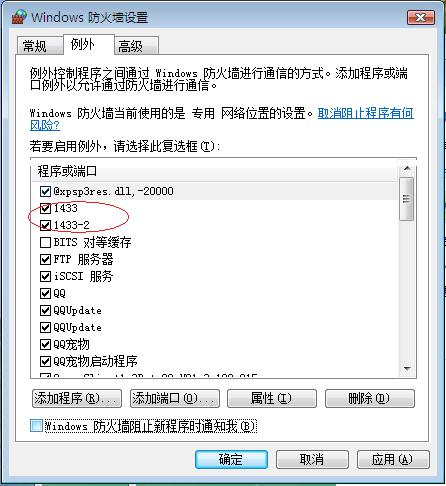 Windows 防火墙设置
常规
例外
高级
例外控制程序之间通过 Windows 防火墙进行通信的方式。添加程序或端
口例外以允许通过防火墙进行通信。
Windows 防火墙当前使用的是 专用 网络位置的设置。取消阻止程序有何
风险?
若要启用例外，请选择此复选框(T):
程序或端口
@xpsp3res.dll,-20000
1433
1433-2
BITS 对等缓存
FTP 服务器
iSCSI 服务
QQ
QQUpdate
QQUpdate
QQ宠物
QQ宠物启动程序
添加程序(R)...
添加端口(O)...
属性(I)
删除(D)
Windows 防火墙阻止新程序时通知我(B)
确定
取消
应用(A)